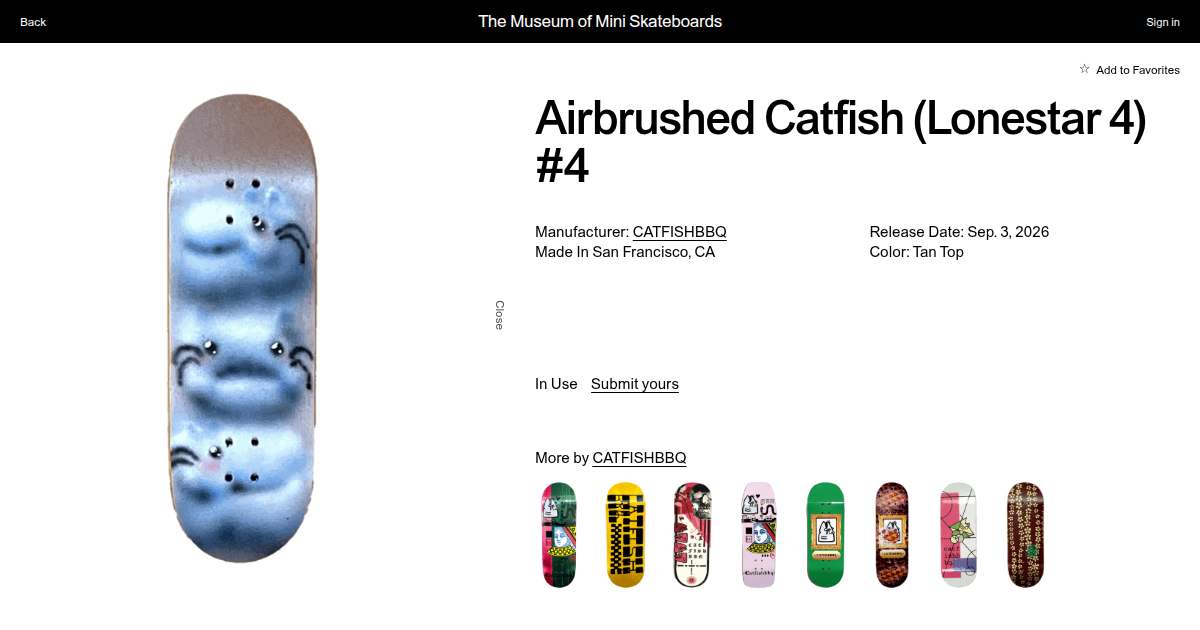 Back
The Museum of Mini Skateboards
Sign in
☆ Add to Favorites
Airbrushed Catfish (Lonestar 4)
#4
Manufacturer: CATFISHBBQ
Release Date: Sep. 3, 2026
Made In San Francisco, CA
Color: Tan Top
Close
In Use Submit yours
More by CATFISHBBQ